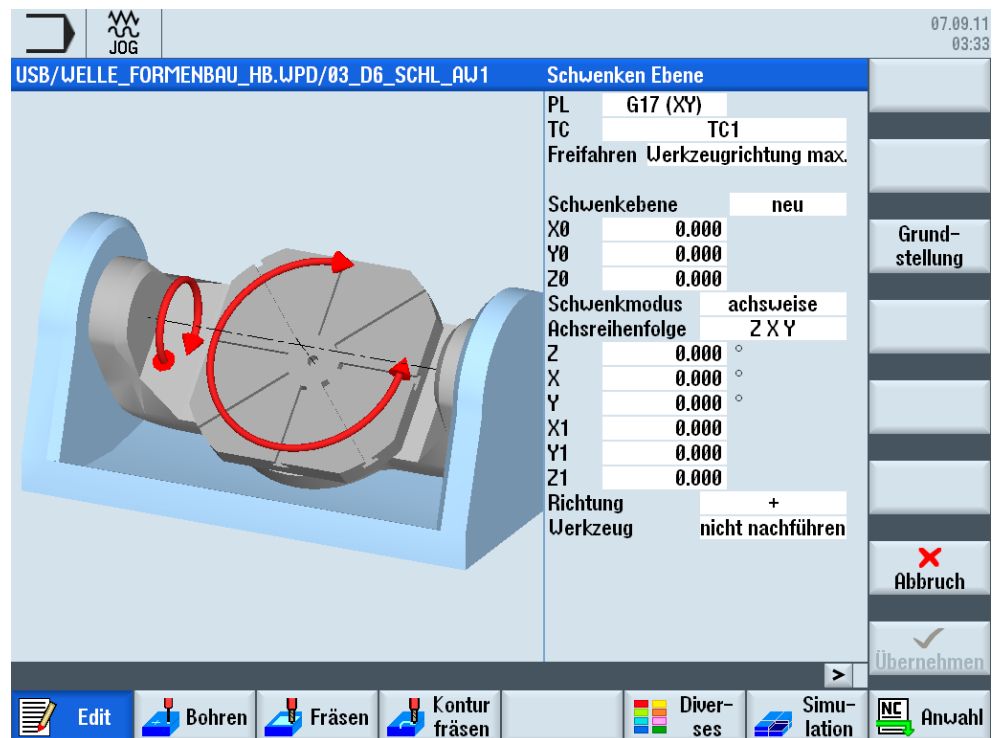 JOG
07.09.11
03:33
USB/WELLE_FORMENBAU_HB.WPD/03_D6_SCHL_AW1
Schwenken Ebene
PL G17 (XY)
TC TC1
Freifahren Werkzeugrichtung max.
Schwenkebene neu
X0 0.000
Y0 0.000
Z0 0.000
Schwenkmodus achsweise
Achsreihenfolge Z X Y
Z 0.000 °
X 0.000 °
Y 0.000 °
X1 0.000
Y1 0.000
Z1 0.000
Richtung +
Werkzeug nicht nachführen
Grund-
stellung
Abbruch
Übernehmen
>
Edit
Bohren
Fräsen
Kontur
fräsen
Diver-
ses
Simu-
lation
NC
Anwahl